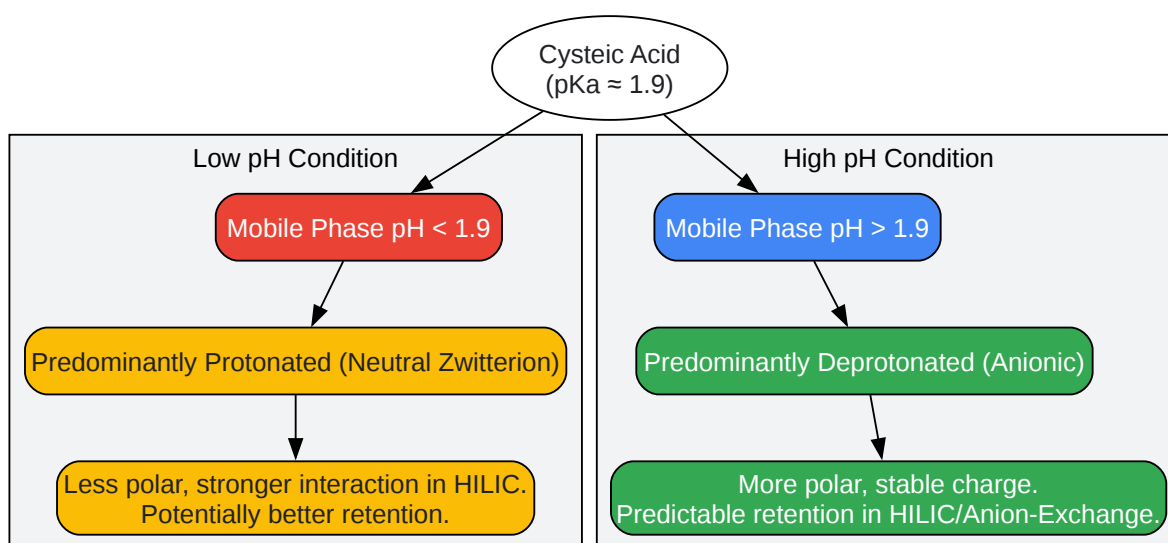 Cysteic Acid
(pKa ≈ 1.9)
Low pH Condition
Mobile Phase pH < 1.9
Predominantly Protonated (Neutral Zwitterion)
Less polar, stronger interaction in HILIC.
Potentially better retention.
High pH Condition
Mobile Phase pH > 1.9
Predominantly Deprotonated (Anionic)
More polar, stable charge.
Predictable retention in HILIC/Anion-Exchange.